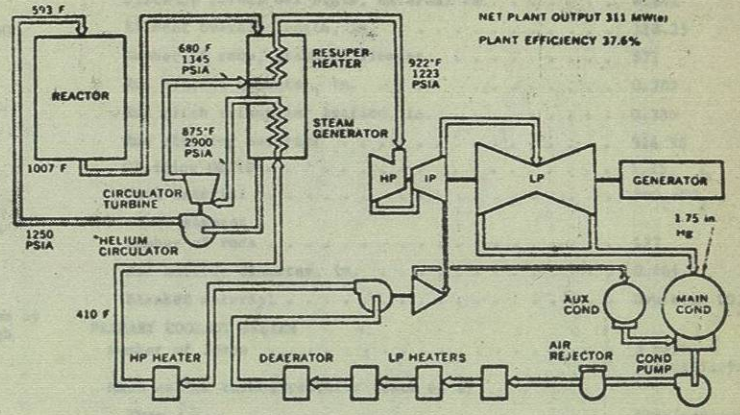 593 F
NET PLANT OUTPUT 311 MW(e)
PLANT EFFICIENCY 37.6%
680 F
1345
PSIA
RESUPER-
HEATER
922°F
1223
PSIA
REACTOR
STEAM
GENERATOR
875°F
2900
PSIA
HP
IP
LP
GENERATOR
1007 F
CIRCULATOR
TURBINE
1.75 in.
Hg
1250
PSIA
HELIUM
CIRCULATOR
410 F
AUX
COND
MAIN
COND
HP HEATER
DEAERATOR
LP HEATERS
AIR
REJECTOR
COND
PUMP